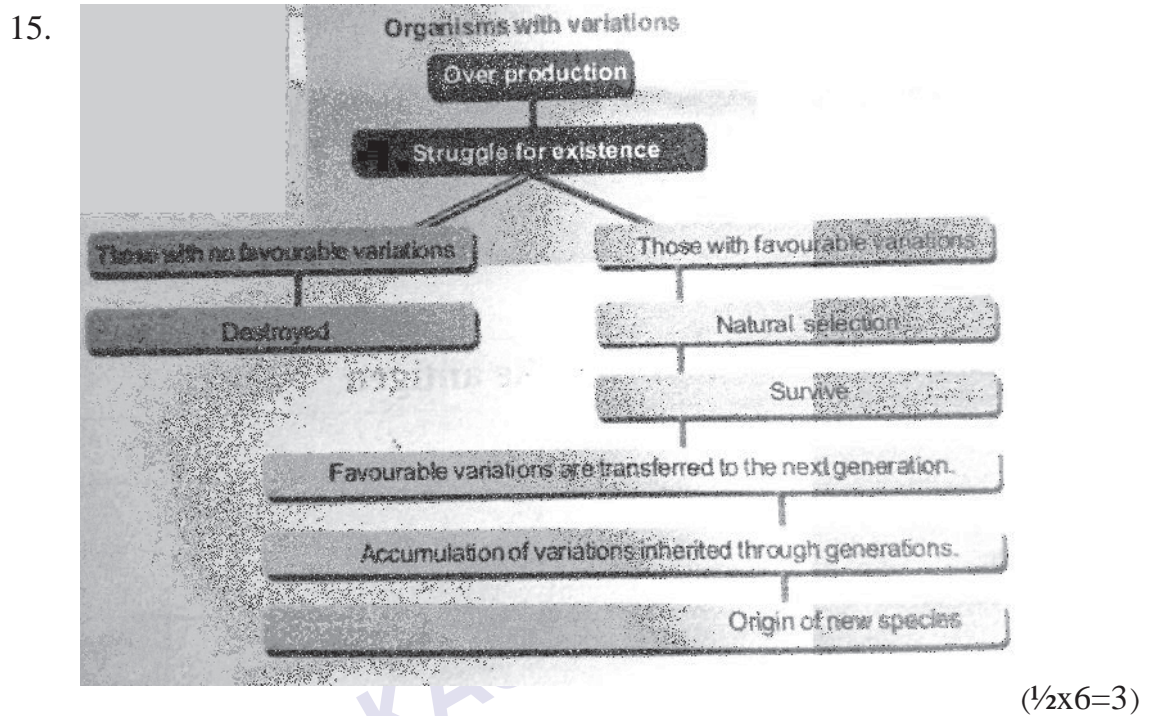 15.
Organisms with variations
Over production
Struggle for existence
Those with no favourable variations
Those with favourable variations
Destroyed
Natural selection
Survive
Favourable variations are transferred to the next generation.
Accumulation of variations inherited through generations.
Origin of new species
(½x6=3)